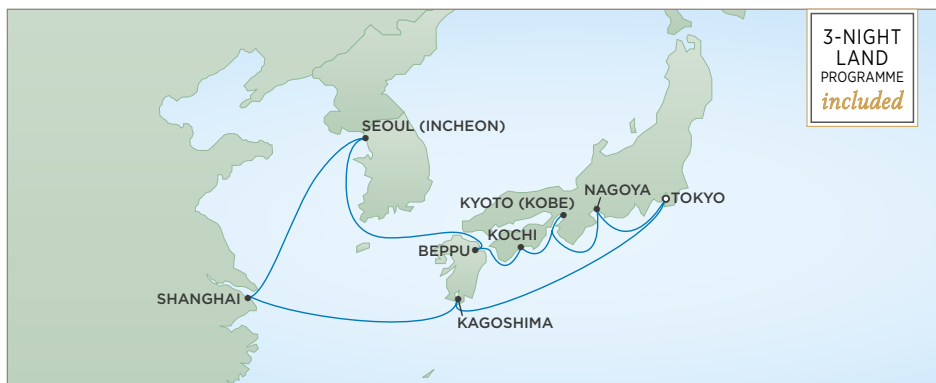 3-NIGHT
LAND
PROGRAMME
included
SEOUL (INCHEON)
NAGOYA
KYOTO (KOBE)
TOKYO
KOCHI
BEPPU
SHANGHAI
KAGOSHIMA